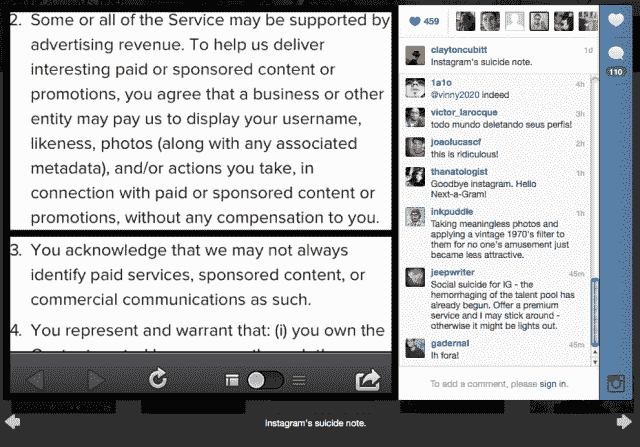 2. Some or all of the Service may be supported by
advertising revenue. To help us deliver
interesting paid or sponsored content or
promotions, you agree that a business or other
entity may pay us to display your username,
likeness, photos (along with any associated
metadata), and/or actions you take, in
connection with paid or sponsored content or
promotions, without any compensation to you.
3. You acknowledge that we may not always
identify paid services, sponsored content, or
commercial communications as such.
4. You represent and warrant that: (i) you own the
459
claytoncubitt 1d
Instagram's suicide note.
1a1o 4h
@vinny2020 indeed
victor_larocque 3h
todo mundo deletando seus perfis!
joaolucascf 2h
this is ridiculous!
thanatologist 1h
Goodbye instagram. Hello
Next-a-Gram!
inkpuddle 1h
Taking meaningless photos and
applying a vintage 1970's filter to
them for no one's amusement just
became less attractive.
jeepwriter 45m
Social suicide for IG - the
hemorrhaging of the talent pool has
already begun. Offer a premium
service and I may stick around -
otherwise it might be lights out.
gadernal 45m
Ih fora!
To add a comment, please sign in.
110
Instagram's suicide note.